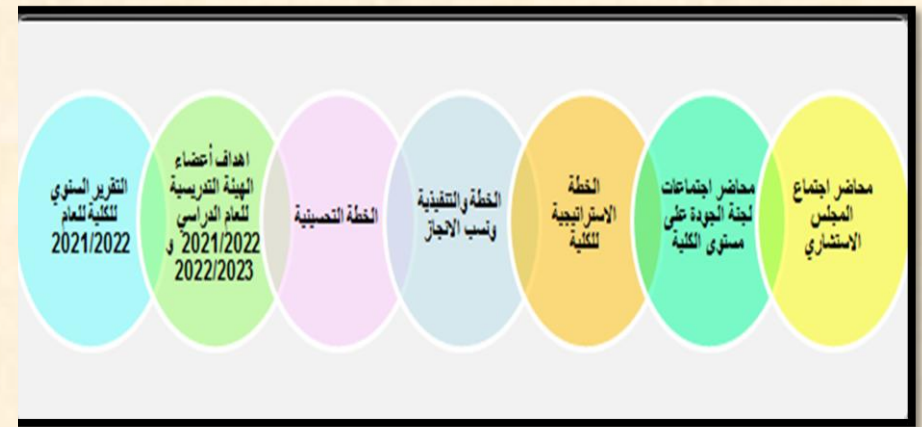 محاضر اجتماع
المجلس
الاستشاري
محاضر اجتماعات
لجنة الجودة على
مستوى الكلية
الخطة
الاستراتيجية
للكلية
الخطة والتنفيذية
ونسب الانجاز
الخطة التحسينية
اهداف أعضاء
الهيئة التدريسية
للعام الدراسي
2021/2022 و
2022/2023
التقرير السنوي
للكلية للعام
2021/2022